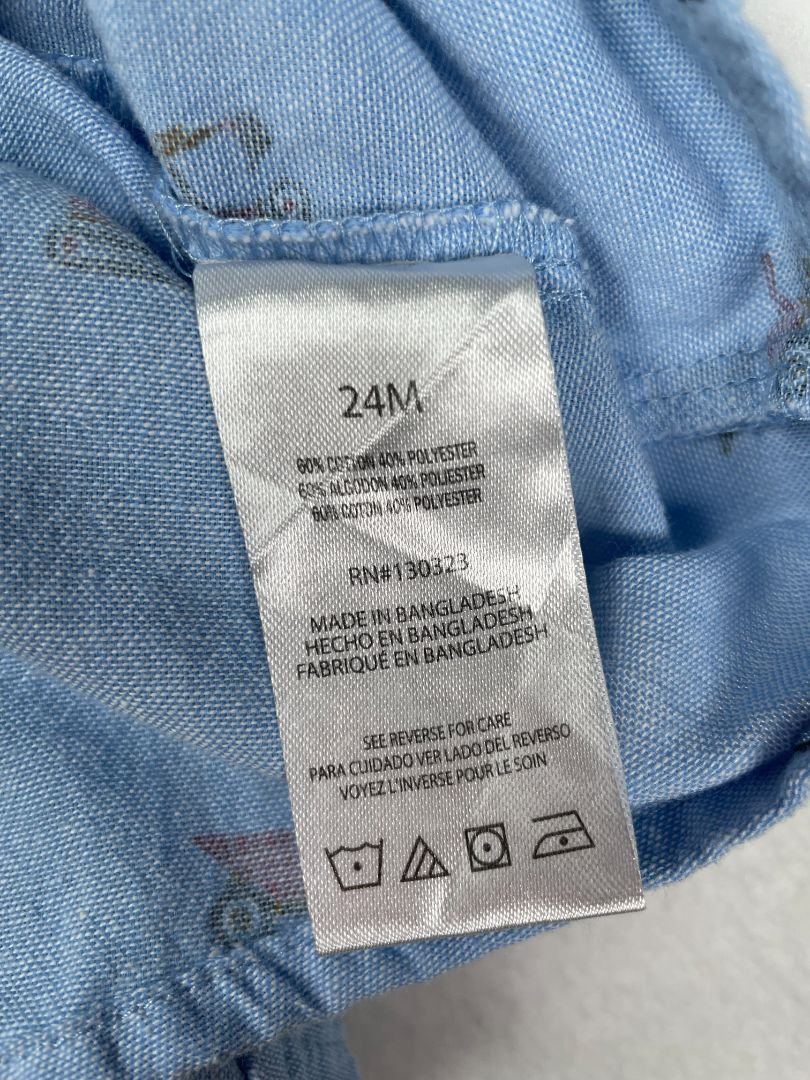 24M
60% COTTON 40% POLYESTER
60% ALGODON 40% POLIESTER
60% COTON 40% POLYESTER
RN#130323
MADE IN BANGLADESH
HECHO EN BANGLADESH
FABRIQUÉ EN BANGLADESH
SEE REVERSE FOR CARE
PARA CUIDADO VER LADO DEL REVERSO
VOYEZ L'INVERSE POUR LE SOIN